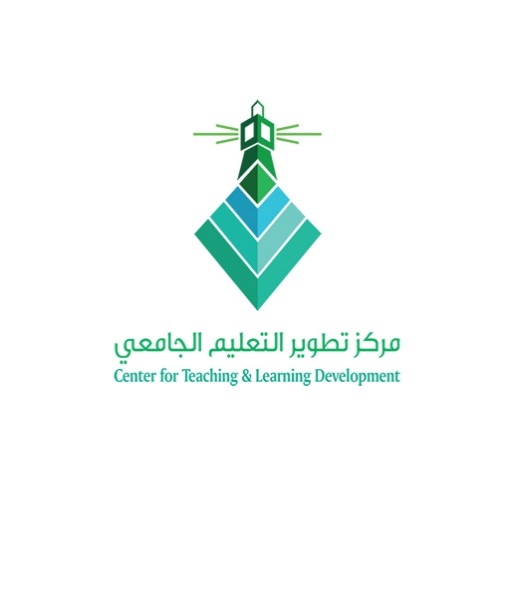 مركز تطوير التعليم الجامعي
Center for Teaching & Learning Development